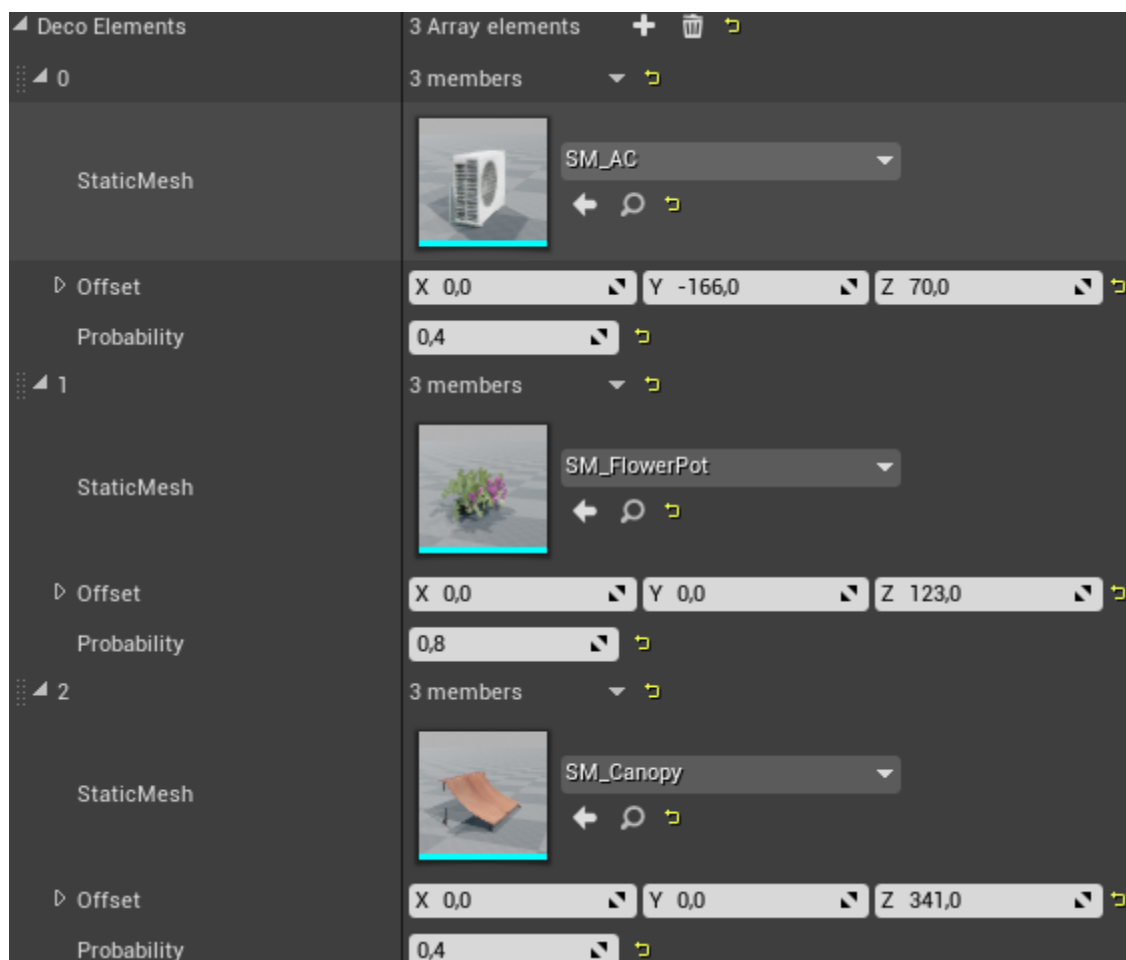 Deco Elements 3 Array elements
0 3 members
StaticMesh SM_AC
Offset X 0,0 Y -166,0 Z 70,0
Probability 0,4
1 3 members
StaticMesh SM_FlowerPot
Offset X 0,0 Y 0,0 Z 123,0
Probability 0,8
2 3 members
StaticMesh SM_Canopy
Offset X 0,0 Y 0,0 Z 341,0
Probability 0,4